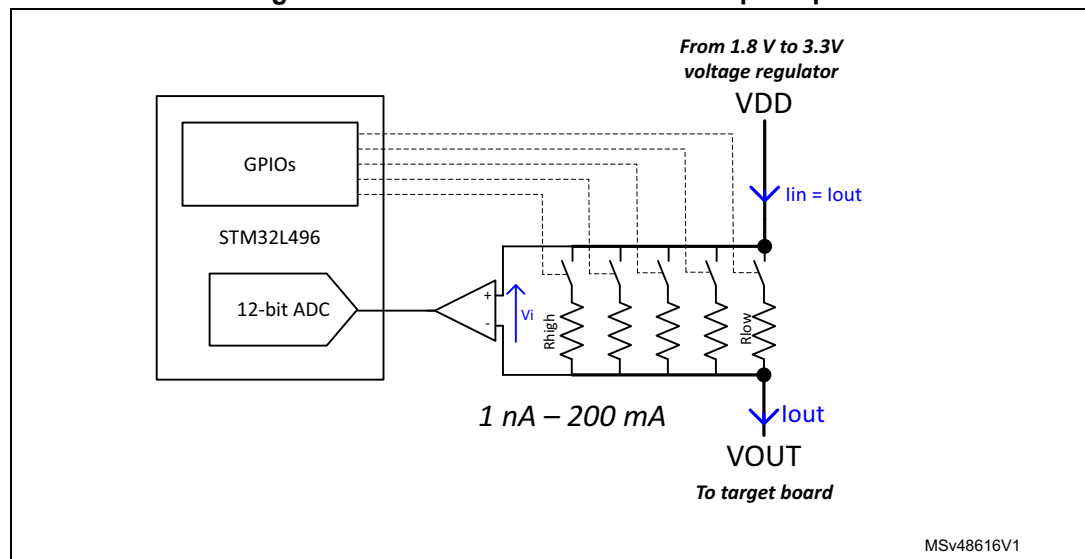 From 1.8 V to 3.3V
voltage regulator
VDD
GPIOs
Iin = Iout
STM32L496
12-bit ADC
+
-
Vi
Rhigh
Rlow
1 nA – 200 mA
Iout
VOUT
To target board
MSv48616V1